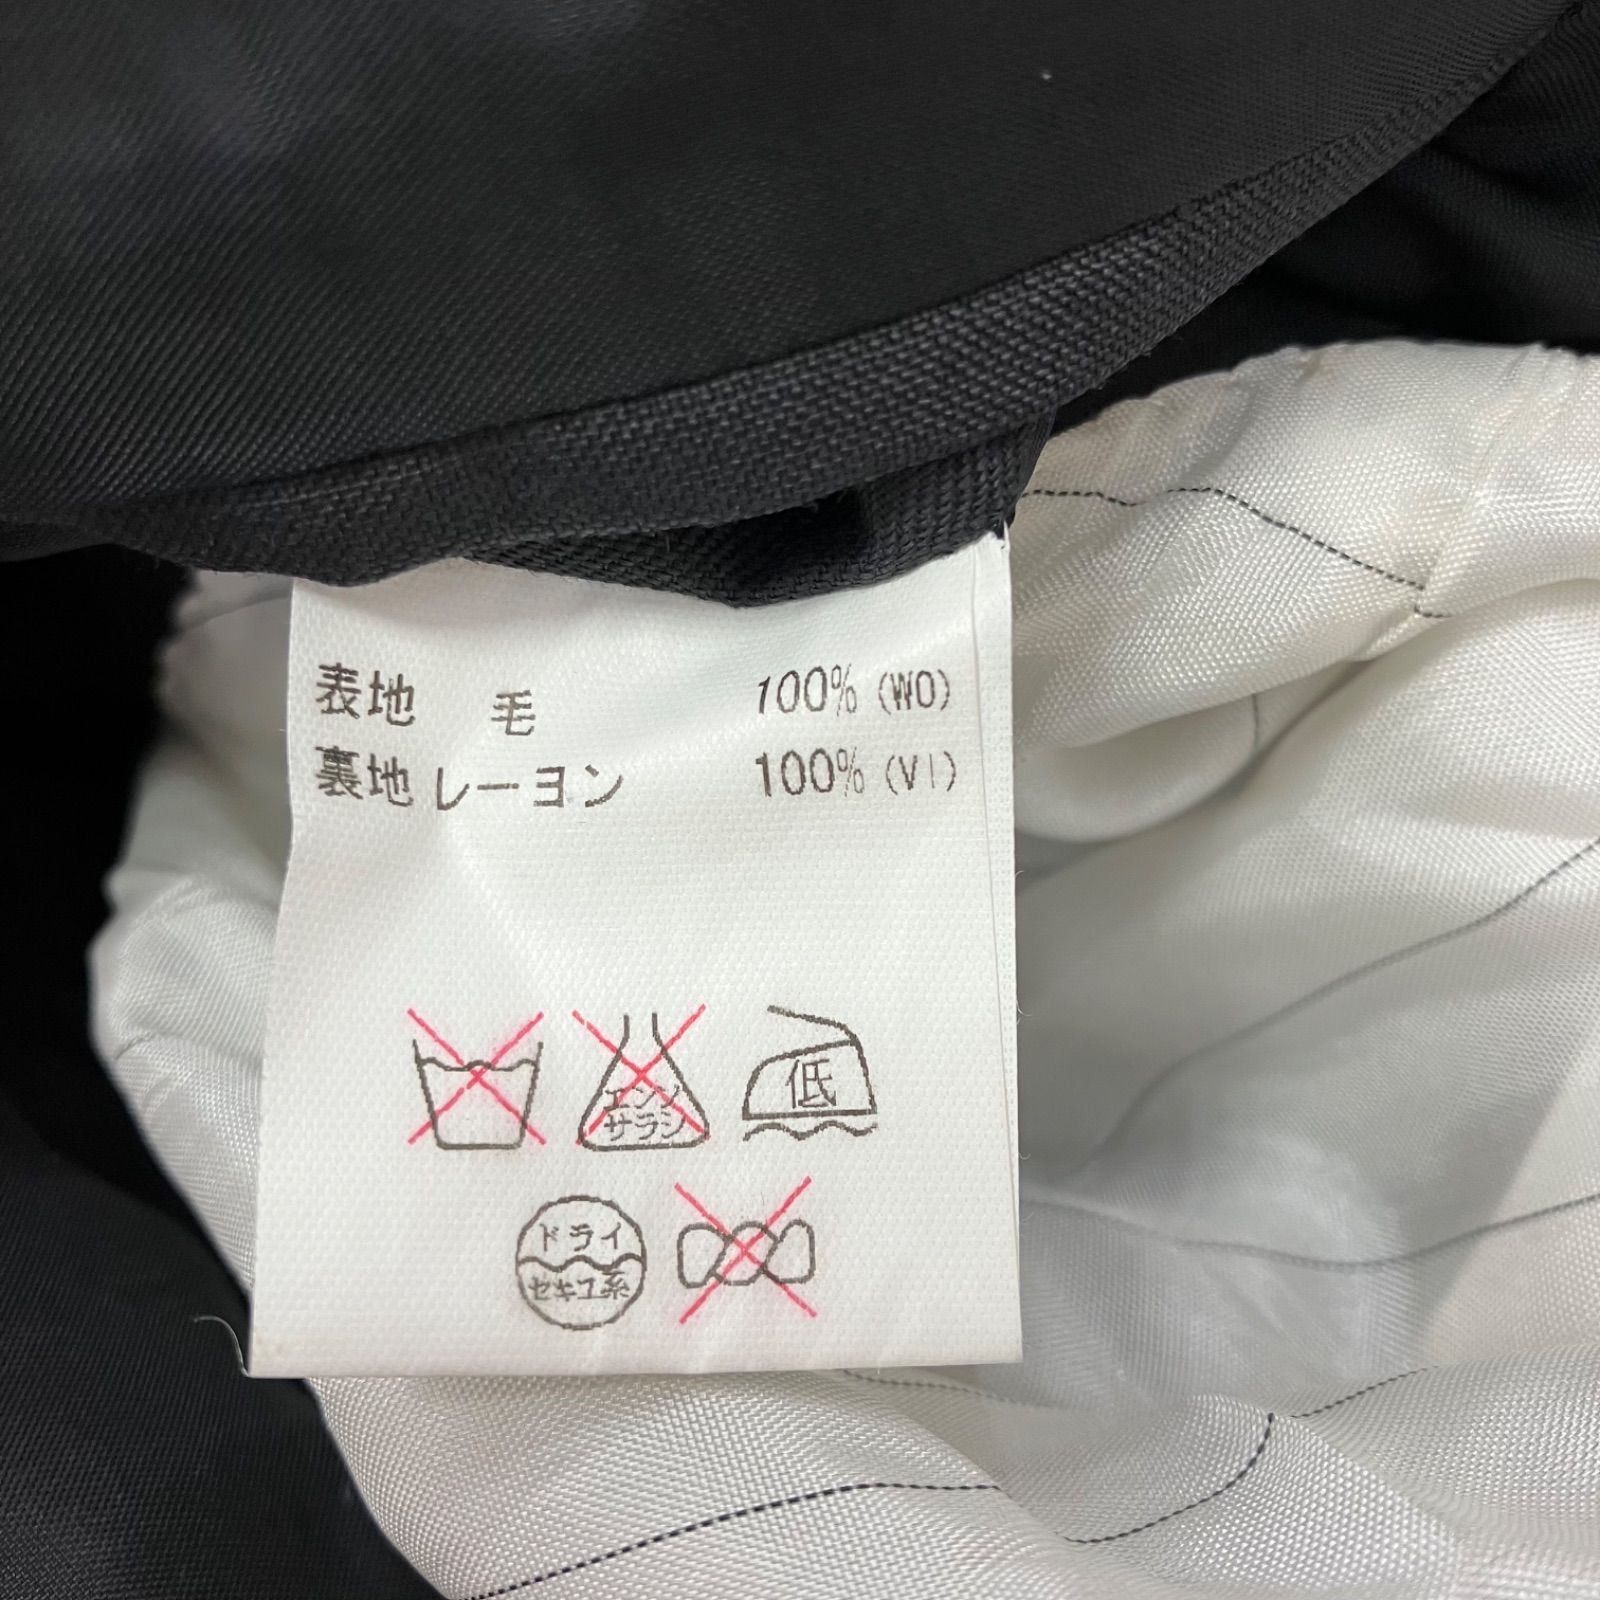 表地 毛 100% (WO)
裏地 レーヨン 100% (VI)
エンソ
サラシ
低
ドライ
セキユ系